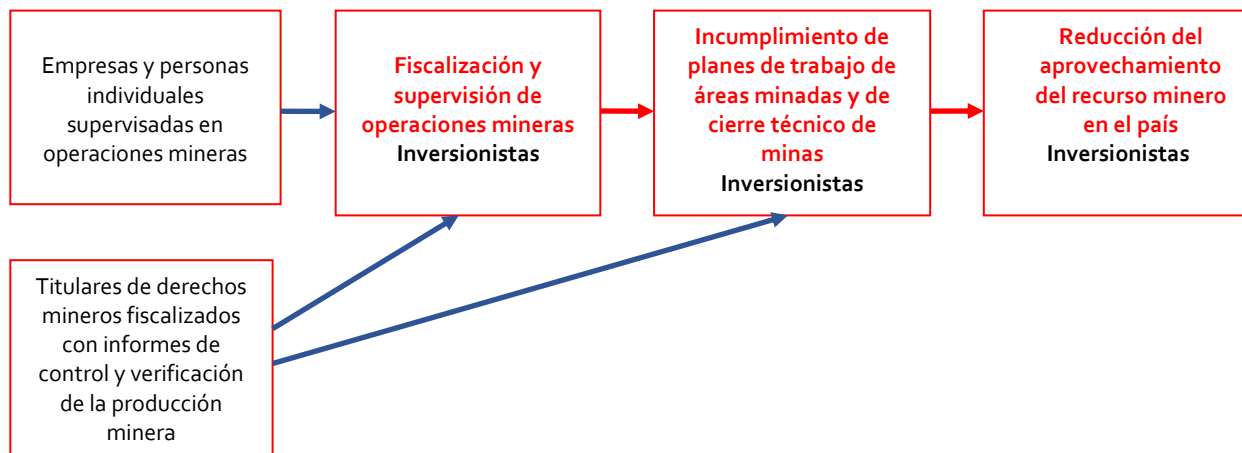 Empresas y personas
individuales
supervisadas en
operaciones mineras
Fiscalización y
supervisión de
operaciones mineras
Inversionistas
Incumplimiento de
planes de trabajo de
áreas minadas y de
cierre técnico de
minas
Inversionistas
Reducción del
aprovechamiento
del recurso minero
en el país
Inversionistas
Titulares de derechos
mineros fiscalizados
con informes de
control y verificación
de la producción
minera